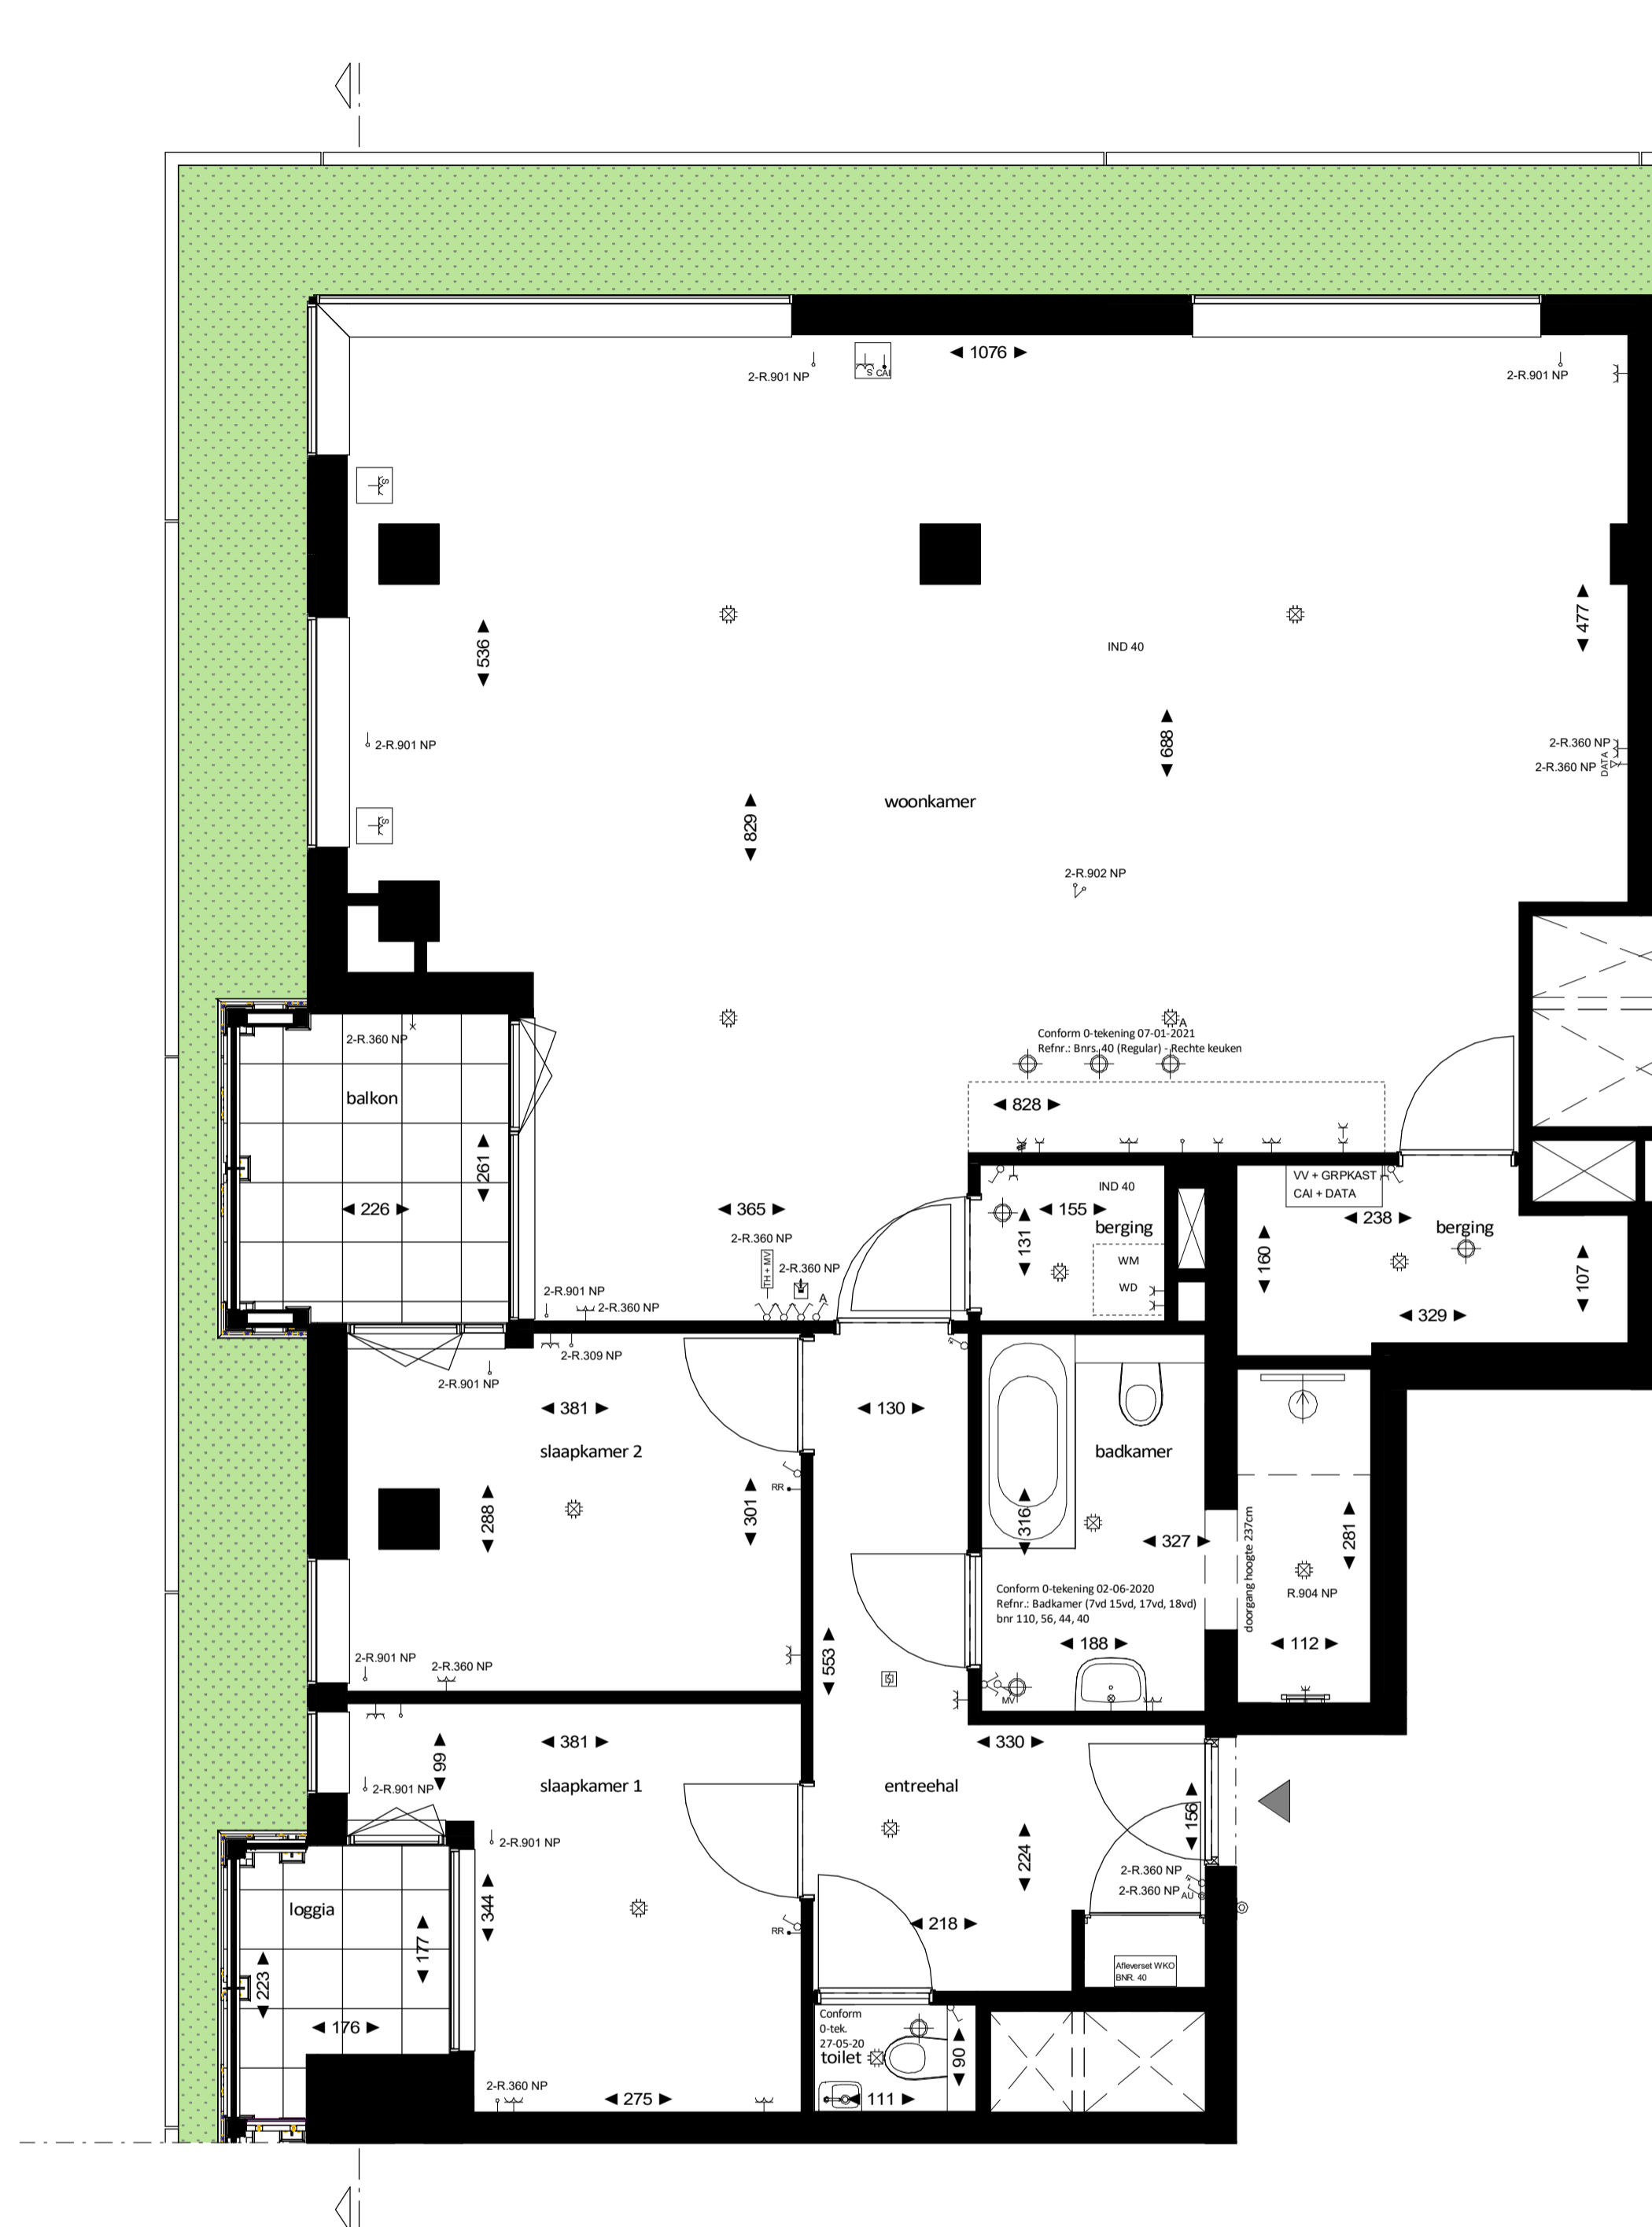 1076
2-R.901 NP
S CAI
2-R.901 NP
S
536
477
IND 40
2-R.901 NP
688
2-R.360 NP
2-R.360 NP
DATA
woonkamer
829
S
2-R.902 NP
2-R.360 NP
A
Conform 0-tekening 07-01-2021
Refnr.: Bnrs. 40 (Regular) - Rechte keuken
balkon
828
261
226
365
IND 40
155
berging
131
WM
WD
VV + GRPKAST
CAI + DATA
238
berging
160
107
329
2-R.360 NP
TH + MV
2-R.360 NP
A
2-R.901 NP
2-R.360 NP
2-R.309 NP
2-R.901 NP
381
130
slaapkamer 2
badkamer
RR
288
301
316
327
doorgang hoogte 237cm
281
R.904 NP
Conform 0-tekening 02-06-2020
Refnr.: Badkamer (7vd 15vd, 17vd, 18vd)
bnr 110, 56, 44, 40
188
112
553
2-R.901 NP
2-R.360 NP
MV
381
330
99
slaapkamer 1
entreehal
2-R.901 NP
156
2-R.901 NP
224
2-R.360 NP
2-R.360 NP
AU
loggia
344
177
218
RR
223
Afleverset WKO
BNR. 40
176
Conform
0-tek.
27-05-20
toilet
90
2-R.360 NP
275
111